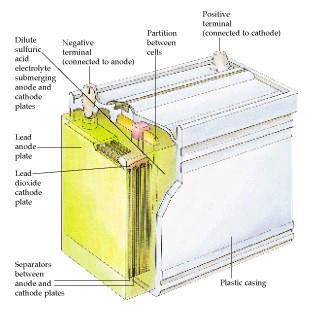 Positive
terminal
(connected to cathode)
Dilute
sulfuric
acid
electrolyte
submerging
anode and
cathode
plates
Negative
terminal
(connected to anode)
Partition
between
cells
Lead
anode
plate
Lead
dioxide
cathode
plate
Separators
between
anode and
cathode plates
Plastic casing